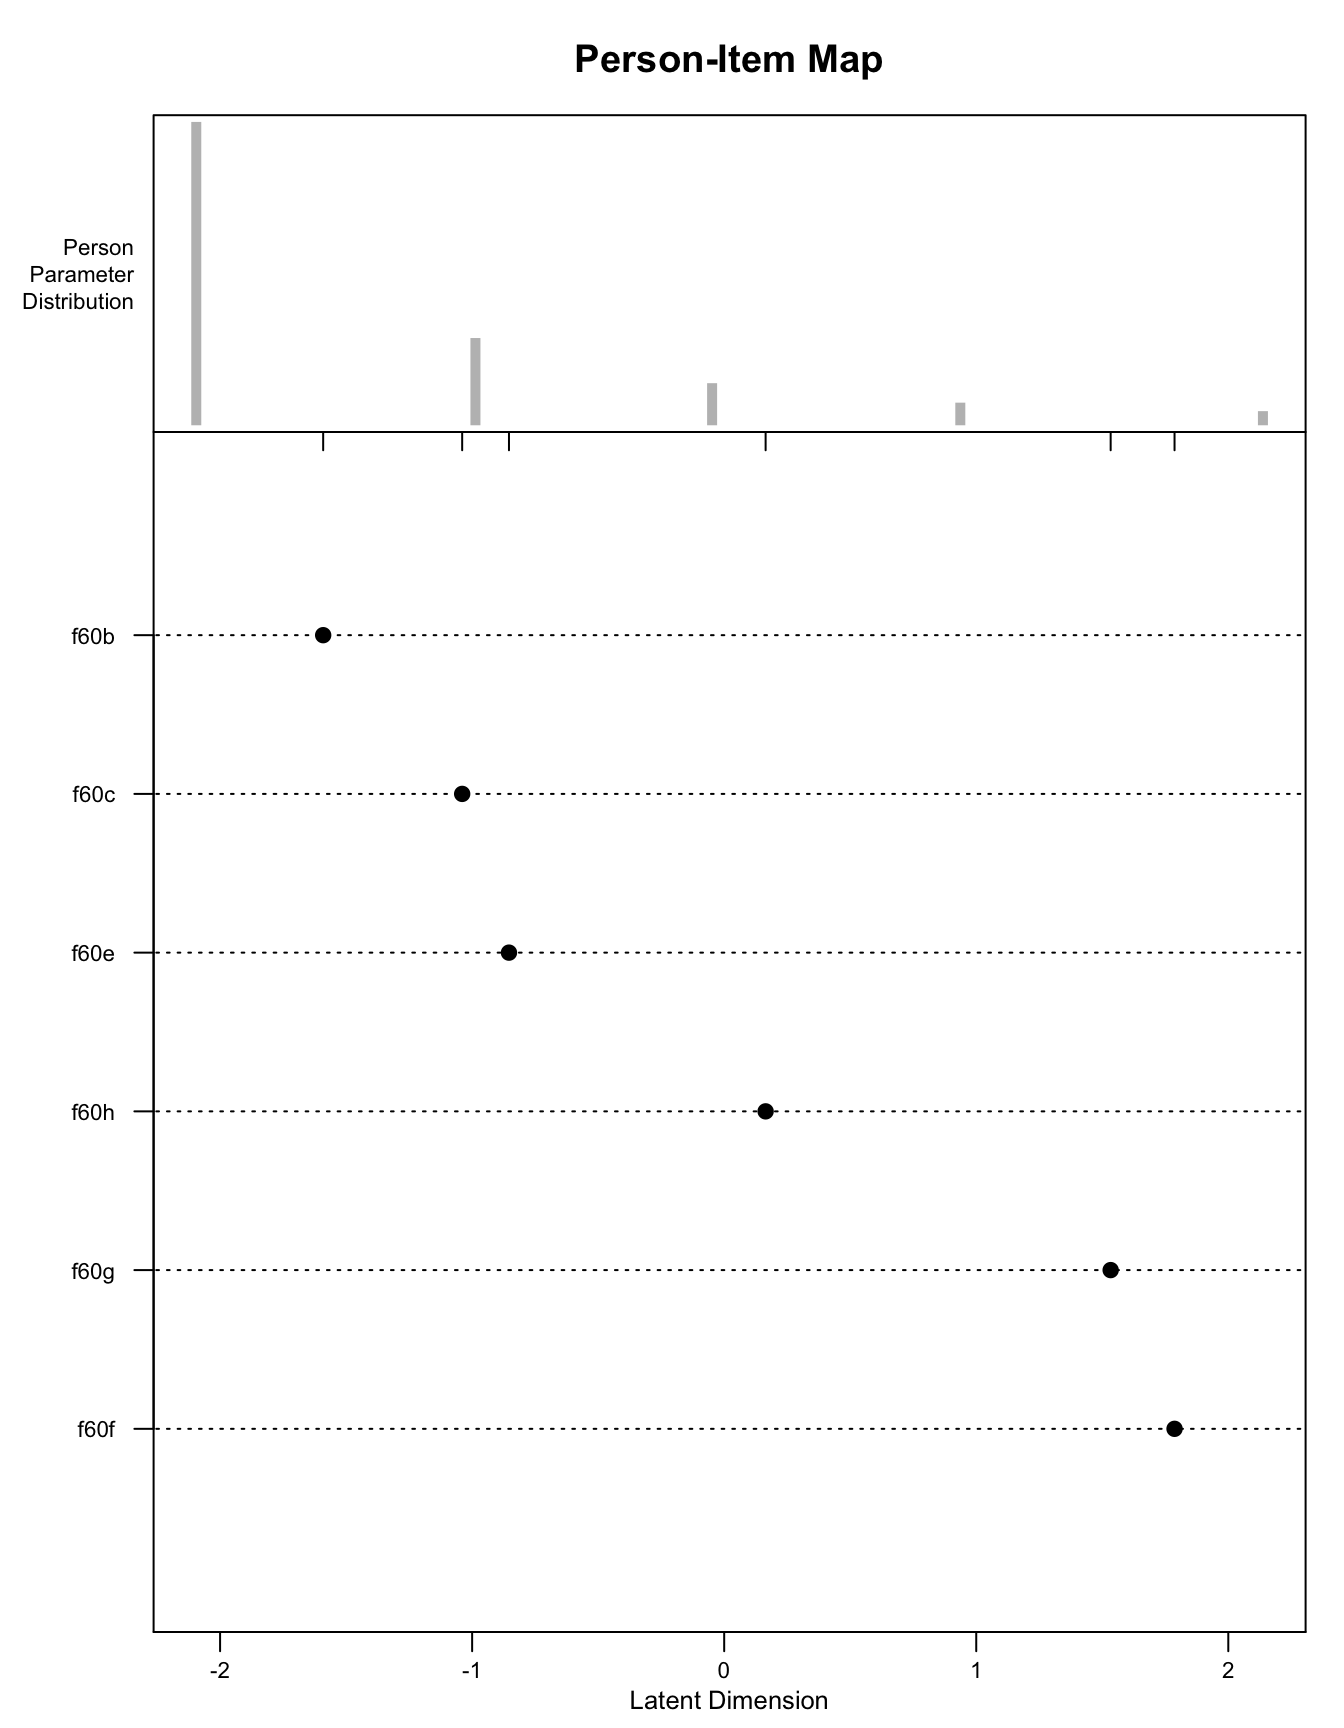 Person-Item Map
Person
Parameter
Distribution
f60b
f60c
f60e
f60h
f60g
f60f
-2 -1 0 1 2
Latent Dimension